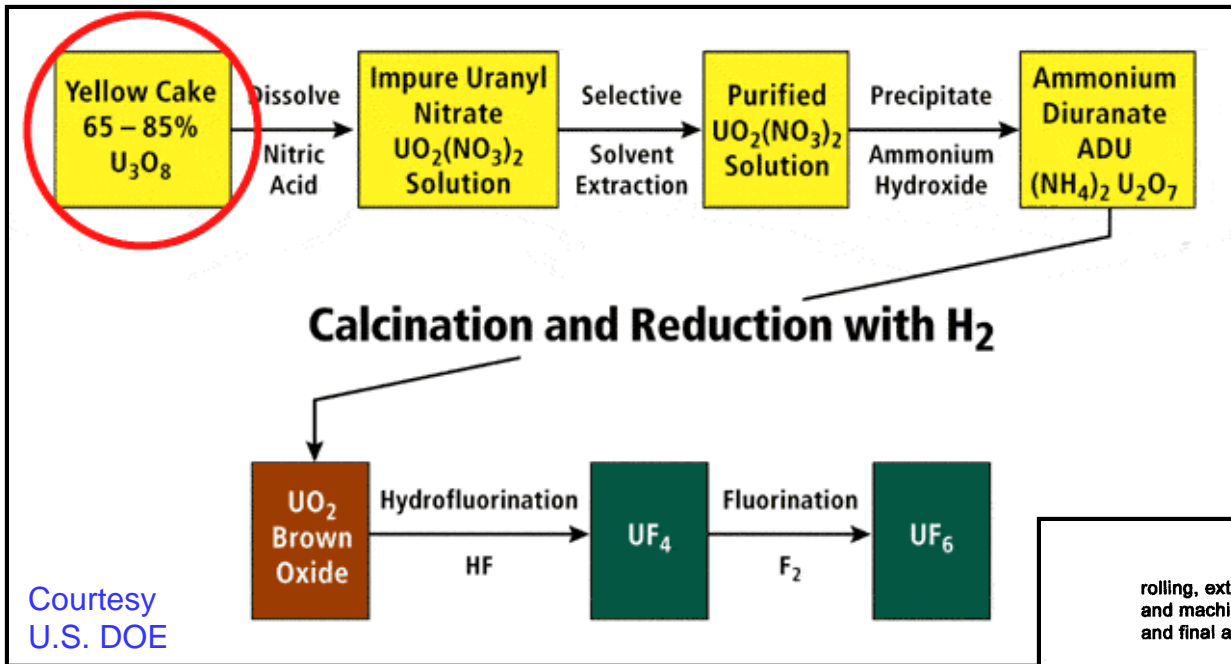 Yellow Cake
65 – 85%
U₃O₈
Dissolve
Nitric
Acid
Impure Uranyl
Nitrate
UO₂(NO₃)₂
Solution
Selective
Solvent
Extraction
Purified
UO₂(NO₃)₂
Solution
Precipitate
Ammonium
Hydroxide
Ammonium
Diuranate
ADU
(NH₄)₂ U₂O₇
Calcination and Reduction with H₂
UO₂
Brown
Oxide
Hydrofluorination
HF
UF₄
Fluorination
F₂
UF₆
Courtesy
U.S. DOE
rolling, ext
and machi
and final a